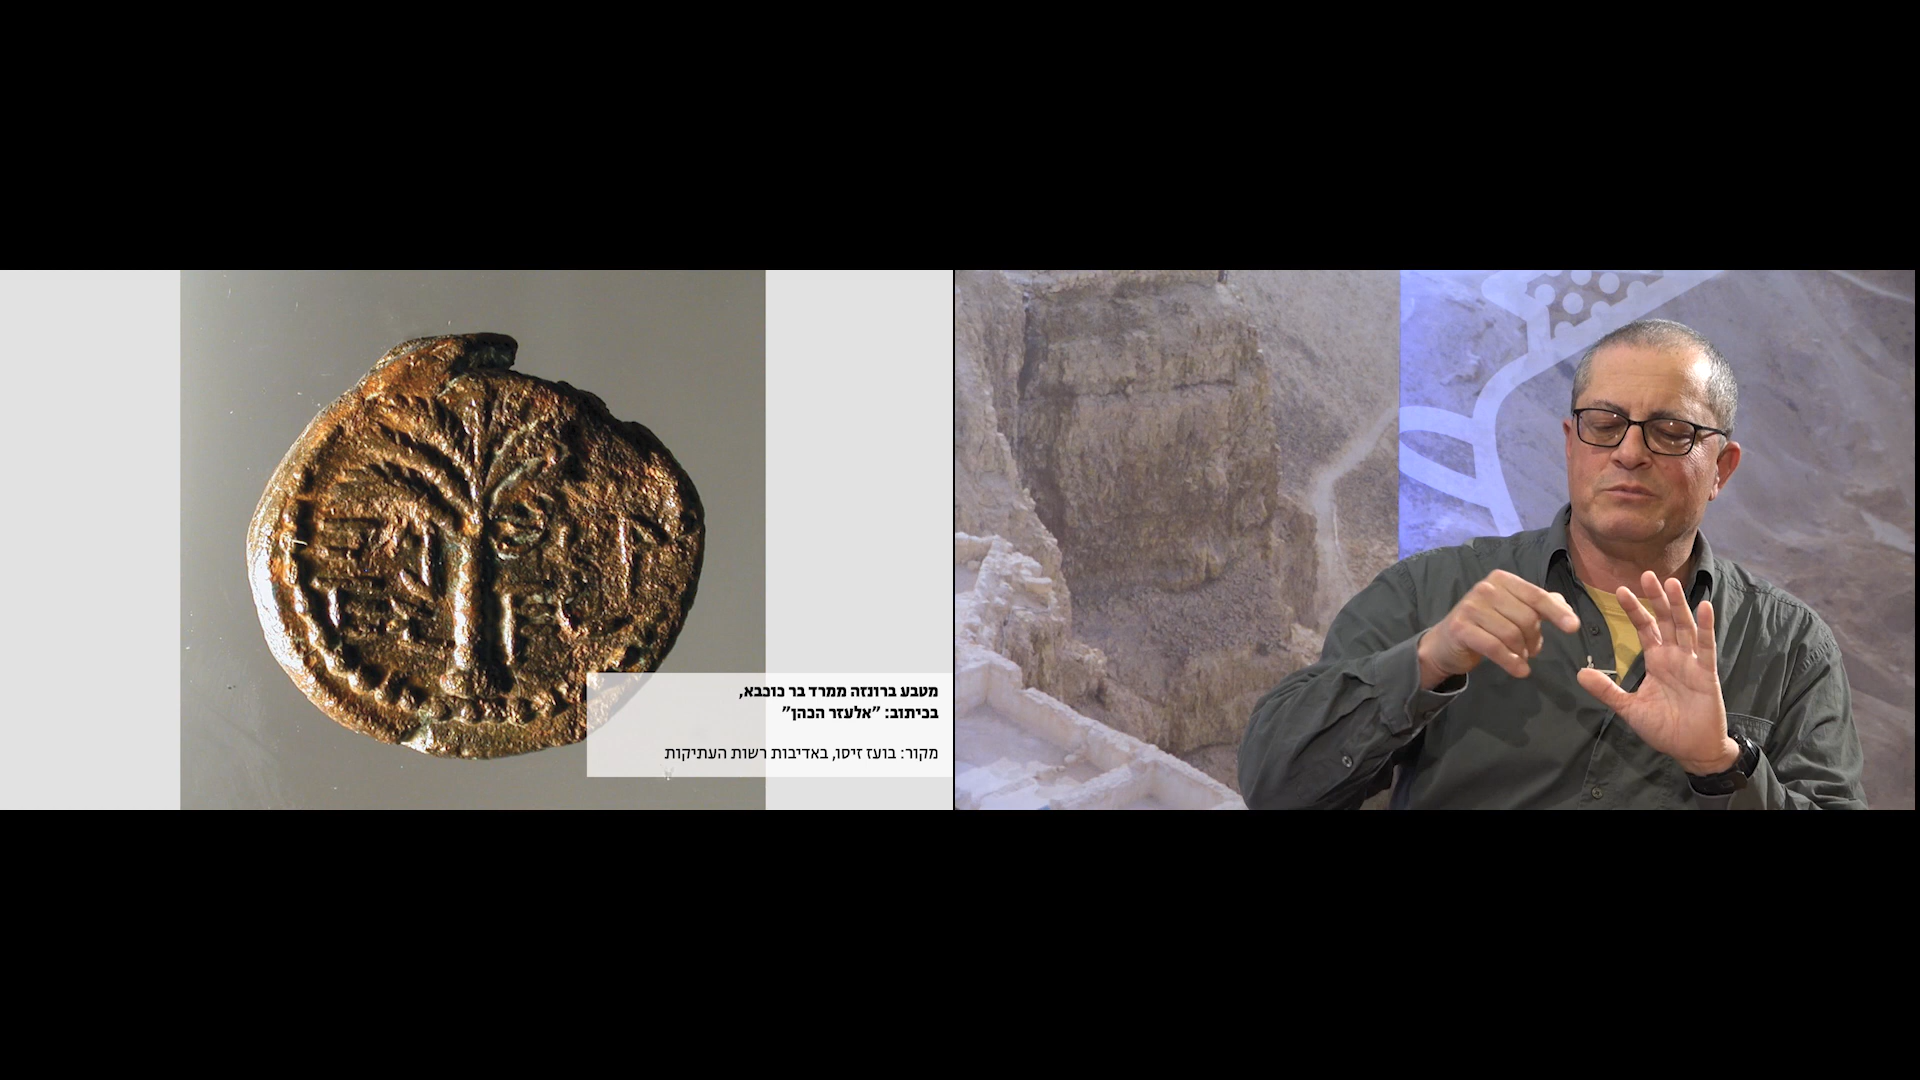 מטבע ברונזה ממרד בר כוכבא,
בכיתוב: "אלעזר הכהן"
מקור: בועז זיסו, באדיבות רשות העתיקות